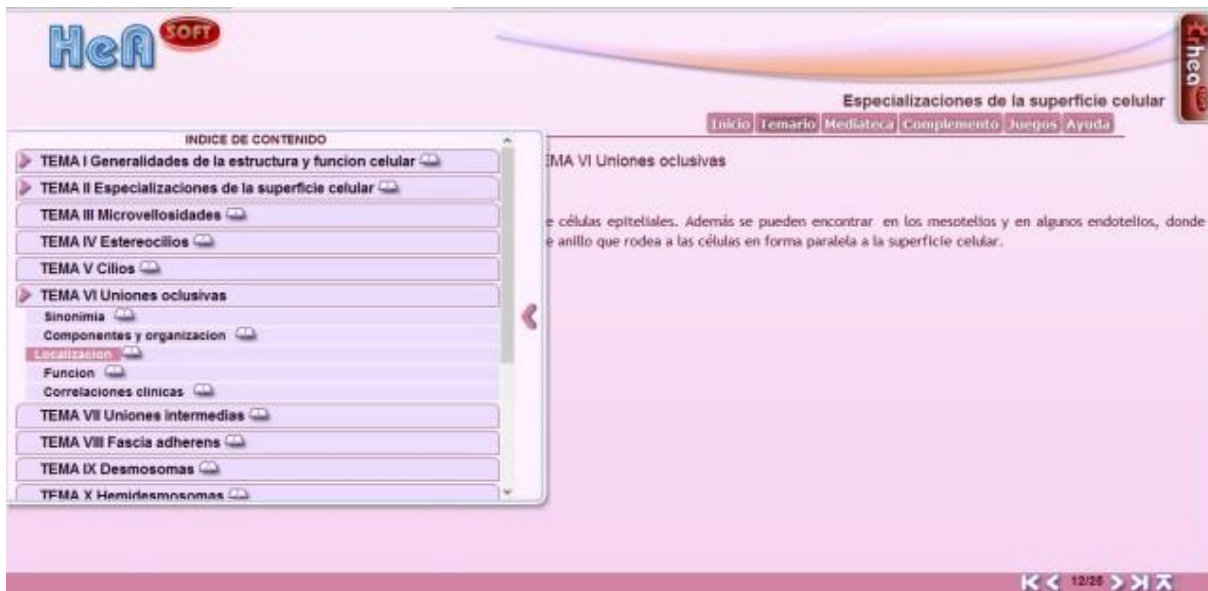 HeA SOFT
rhea
Especializaciones de la superficie celular
Inicio Temario Mediateca Complemento Juegos Ayuda
INDICE DE CONTENIDO
TEMA I Generalidades de la estructura y funcion celular
TEMA II Especializaciones de la superficie celular
TEMA III Microvellosidades
TEMA IV Estereocilios
TEMA V Cilios
TEMA VI Uniones oclusivas
Sinonimia
Componentes y organizacion
Localizacion
Funcion
Correlaciones clinicas
TEMA VII Uniones intermedias
TEMA VIII Fascia adherens
TEMA IX Desmosomas
TEMA X Hemidesmosomas
EMA VI Uniones oclusivas
e células epiteliales. Además se pueden encontrar en los mesotelios y en algunos endotelios, donde
e anillo que rodea a las células en forma paralela a la superficie celular.
12/26